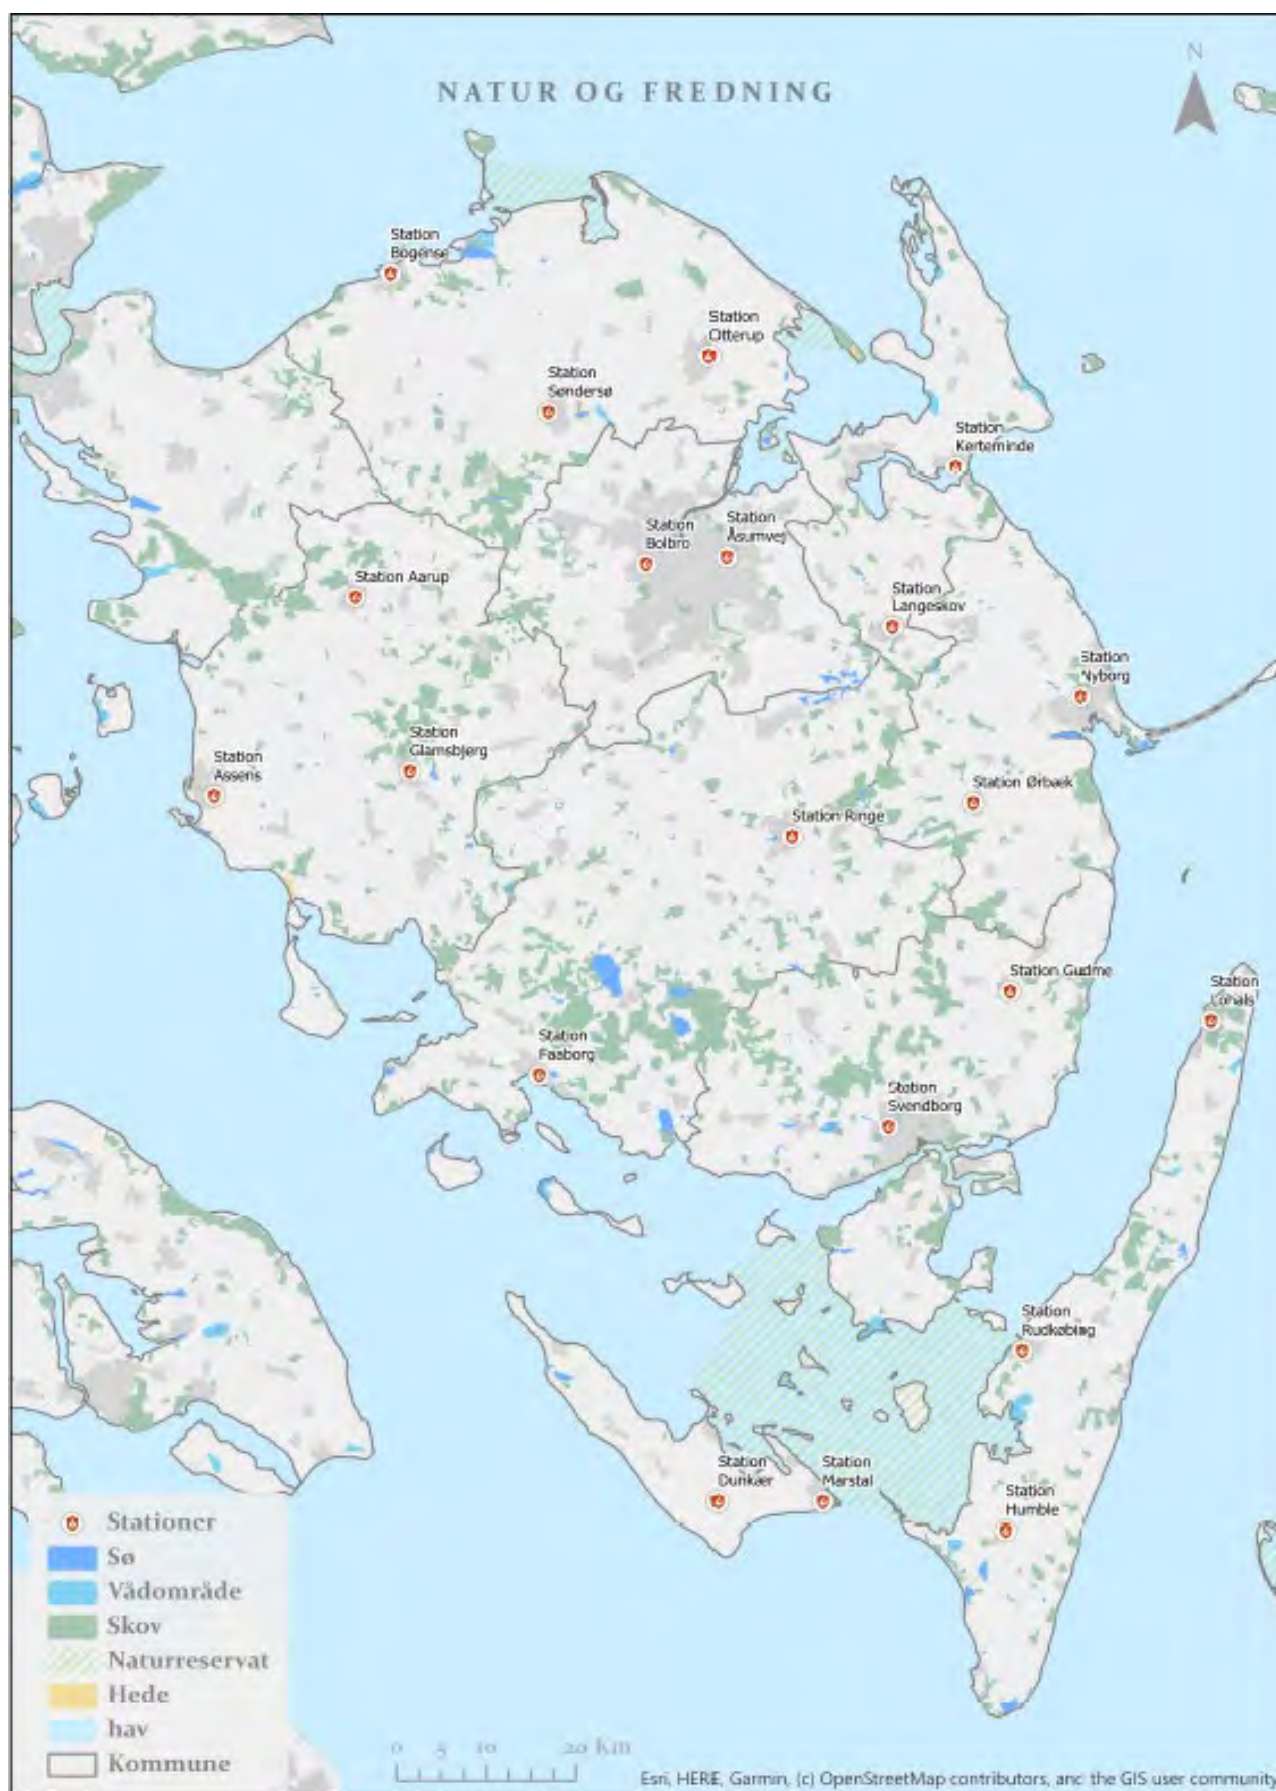 NATUR OG FREDNING
N
Station
Bogense
Station
Otterup
Station
Søndersø
Station
Kerteminde
Station
Bolbro
Station
Åsumvej
Station Aarup
Station
Langeskov
Station
Nyborg
Station
Glamsbjerg
Station
Assens
Station Ørbæk
Station Ringe
Station Gudme
Station
Lohals
Station
Faaborg
Station
Svendborg
Station
Rudkøbing
Station
Dunkær
Station
Marstal
Station
Humble
Stationer
Sø
Vådområde
Skov
Naturreservat
Hede
hav
Kommune
0 5 10 20 Km
Esri, HERE, Garmin, (c) OpenStreetMap contributors, and the GIS user community